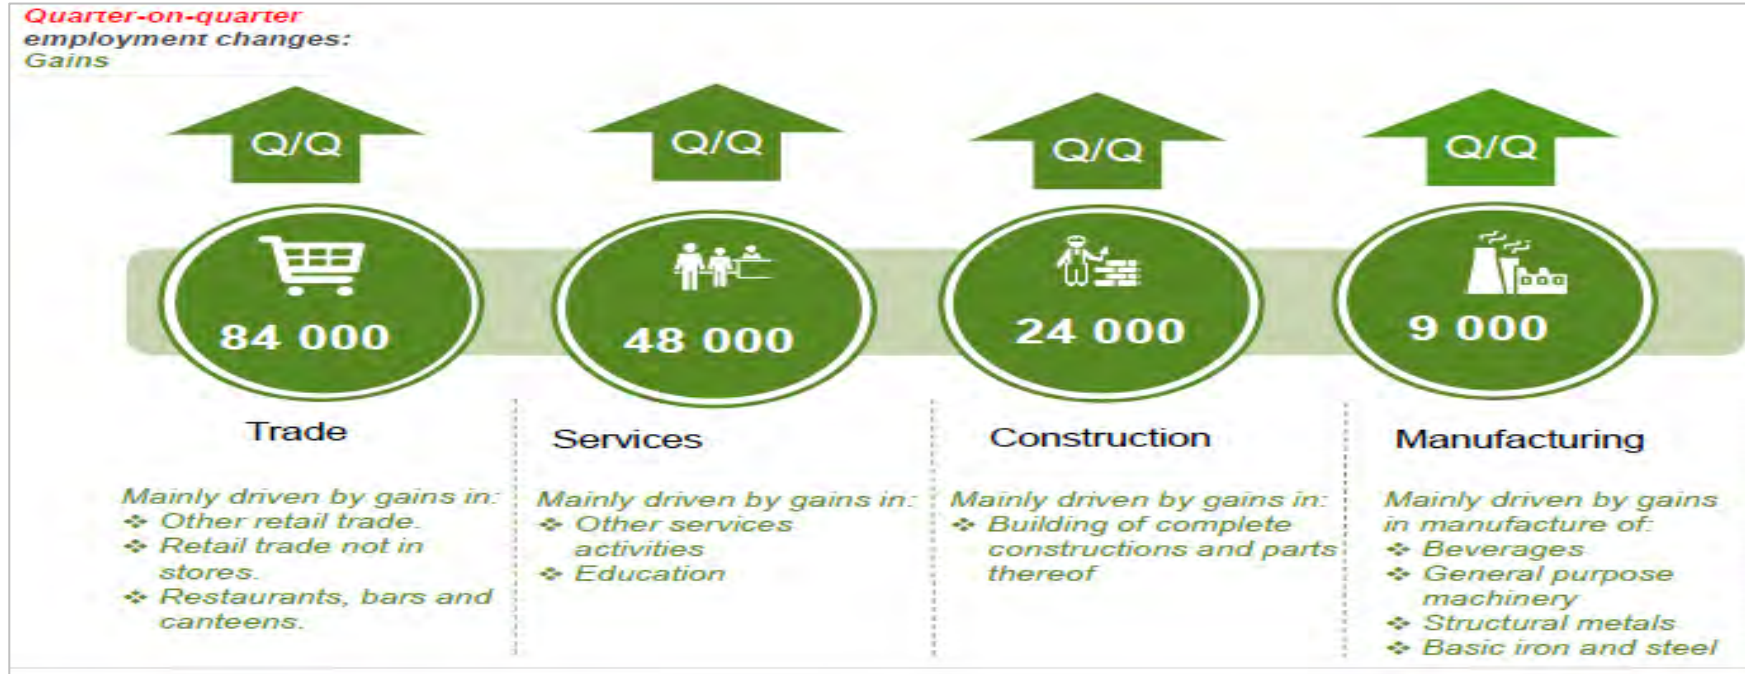 Quarter-on-quarter
employment changes:
Gains
Q/Q
Q/Q
Q/Q
Q/Q
84 000
48 000
24 000
9 000
Trade
Mainly driven by gains in:
❖ Other retail trade.
❖ Retail trade not in
stores.
❖ Restaurants, bars and
canteens.
Services
Mainly driven by gains in:
❖ Other services
activities
❖ Education
Construction
Mainly driven by gains in:
❖ Building of complete
constructions and parts
thereof
Manufacturing
Mainly driven by gains
in manufacture of:
❖ Beverages
❖ General purpose
machinery
❖ Structural metals
❖ Basic iron and steel